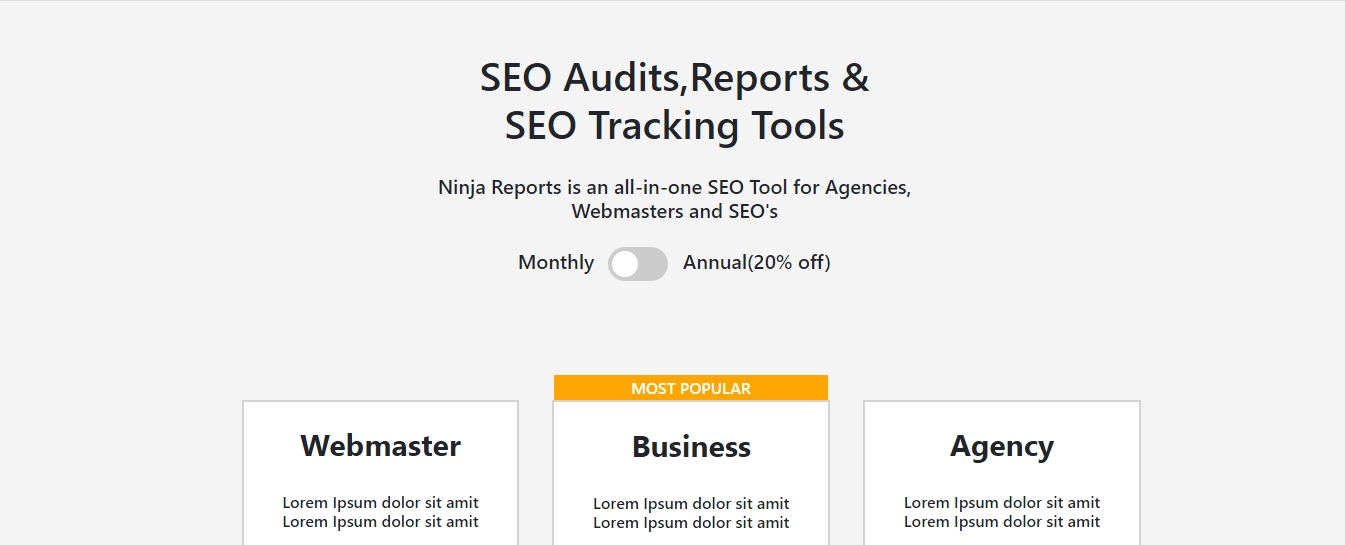 SEO Audits,Reports &
SEO Tracking Tools
Ninja Reports is an all-in-one SEO Tool for Agencies,
Webmasters and SEO's
Monthly Annual(20% off)
MOST POPULAR
Webmaster
Lorem Ipsum dolor sit amit
Lorem Ipsum dolor sit amit
Business
Lorem Ipsum dolor sit amit
Lorem Ipsum dolor sit amit
Agency
Lorem Ipsum dolor sit amit
Lorem Ipsum dolor sit amit